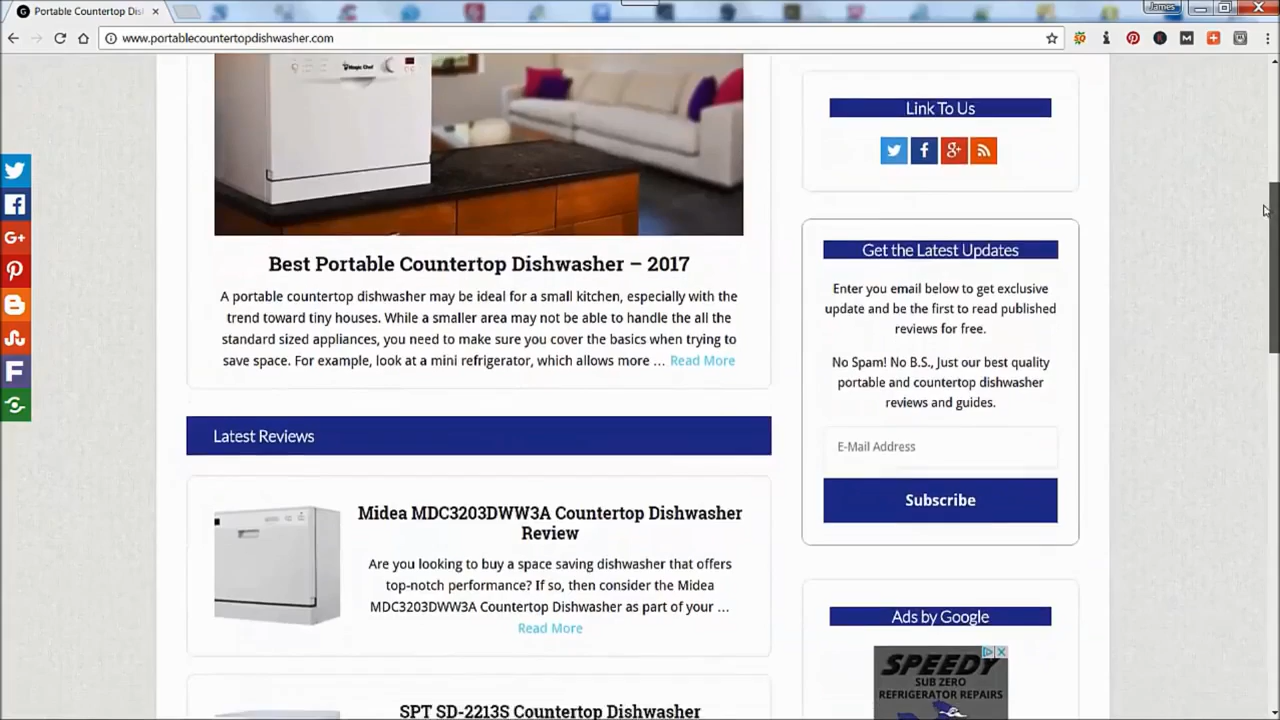 Portable Countertop Dis
James
www.portablecountertopdishwasher.com
Magic Chef
Best Portable Countertop Dishwasher – 2017
A portable countertop dishwasher may be ideal for a small kitchen, especially with the
trend toward tiny houses. While a smaller area may not be able to handle the all the
standard sized appliances, you need to make sure you cover the basics when trying to
save space. For example, look at a mini refrigerator, which allows more ... Read More
Latest Reviews
Midea MDC3203DWW3A Countertop Dishwasher
Review
Are you looking to buy a space saving dishwasher that offers
top-notch performance? If so, then consider the Midea
MDC3203DWW3A Countertop Dishwasher as part of your ...
Read More
SPT SD-2213S Countertop Dishwasher
Link To Us
Get the Latest Updates
Enter you email below to get exclusive
update and be the first to read published
reviews for free.
No Spam! No B.S., Just our best quality
portable and countertop dishwasher
reviews and guides.
E-Mail Address
Subscribe
Ads by Google
SPEEDY
SUB ZERO
REFRIGERATOR REPAIRS